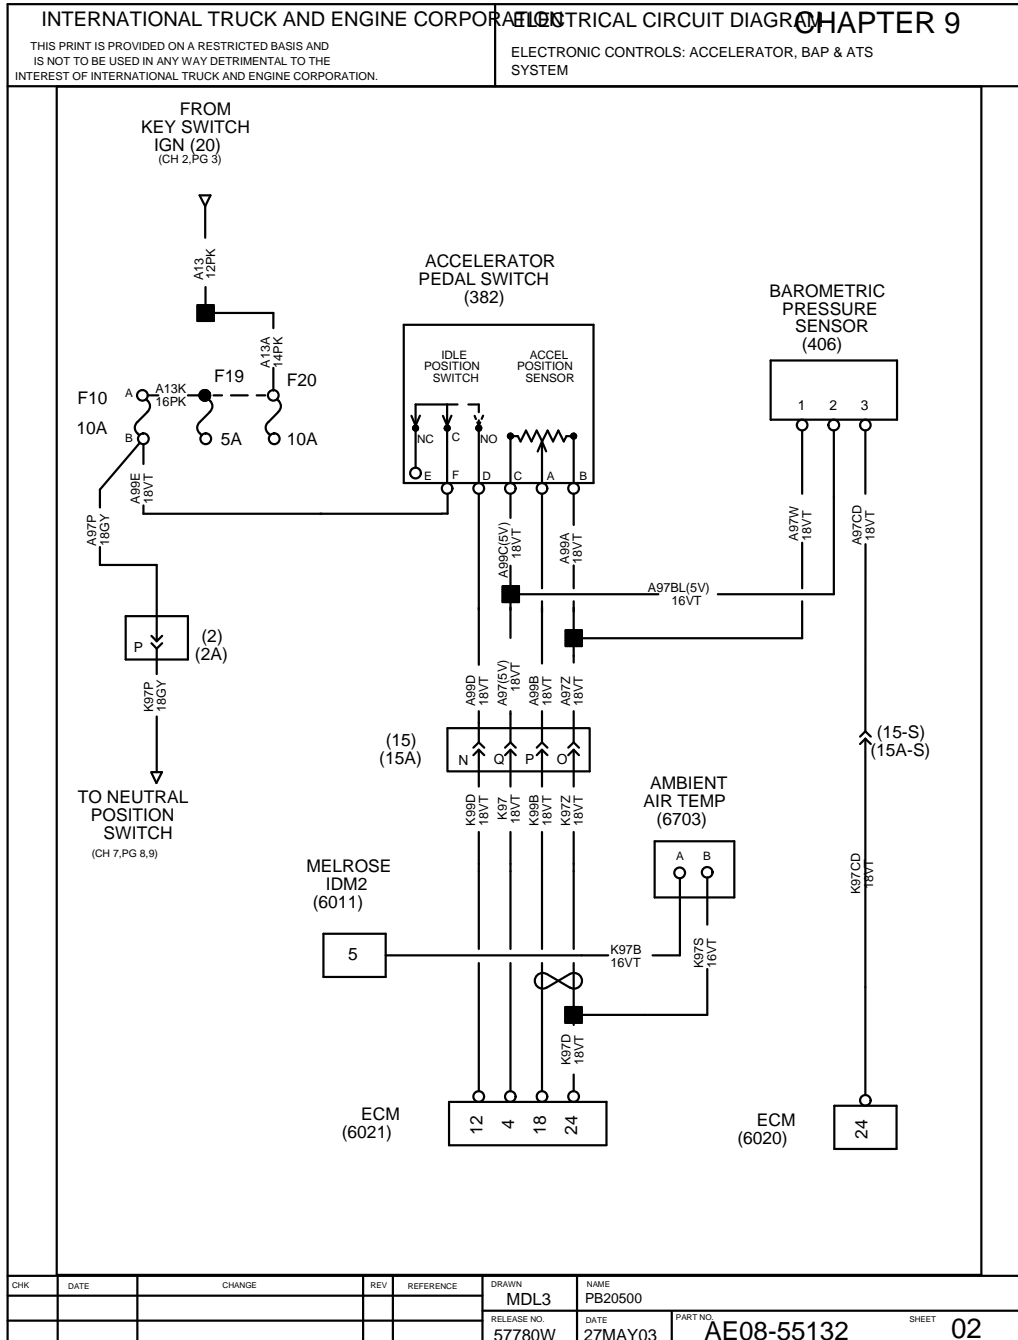 INTERNATIONAL TRUCK AND ENGINE CORPORATION
ELECTRICAL CIRCUIT DIAGRAM
CHAPTER 9
THIS PRINT IS PROVIDED ON A RESTRICTED BASIS AND
IS NOT TO BE USED IN ANY WAY DETRIMENTAL TO THE
INTEREST OF INTERNATIONAL TRUCK AND ENGINE CORPORATION.
ELECTRONIC CONTROLS: ACCELERATOR, BAP & ATS
SYSTEM
FROM
KEY SWITCH
IGN (20)
(CH 2,PG 3)
A13
12PK
A13A
14PK
F10
10A
A
B
A13K
16PK
F19
5A
F20
10A
A99E
18VT
A97P
18GY
P
(2)
(2A)
K97P
18GY
TO NEUTRAL
POSITION
SWITCH
(CH 7,PG 8,9)
ACCELERATOR
PEDAL SWITCH
(382)
IDLE
POSITION
SWITCH
ACCEL
POSITION
SENSOR
NC
C
NO
E
F
D
C
A
B
BAROMETRIC
PRESSURE
SENSOR
(406)
1
2
3
A99C(5V)
18VT
A99A
18VT
A97W
18VT
A97CD
18VT
A97BL(5V)
16VT
A99D
18VT
A97(5V)
18VT
A99B
18VT
A97Z
18VT
(15)
(15A)
N
Q
P
O
(15-S)
(15A-S)
K99D
18VT
K97
18VT
K99B
18VT
K97Z
18VT
AMBIENT
AIR TEMP
(6703)
A
B
MELROSE
IDM2
(6011)
5
K97B
16VT
K97S
16VT
K97CD
18VT
K97D
18VT
ECM
(6021)
12
4
18
24
ECM
(6020)
24
CHK
DATE
CHANGE
REV
REFERENCE
DRAWN
MDL3
NAME
PB20500
RELEASE NO.
57780W
DATE
27MAY03
PART NO.
AE08-55132
SHEET
02